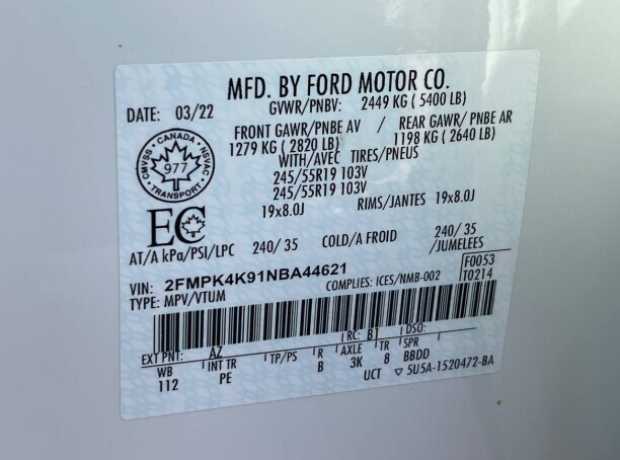 MFD. BY FORD MOTOR CO.
DATE: 03/22
GVWR/PNBV: 2449 KG ( 5400 LB)
FRONT GAWR/PNBE AV / REAR GAWR/ PNBE AR
1279 KG ( 2820 LB) 1198 KG ( 2640 LB)
WITH/AVEC TIRES/PNEUS
245/55R19 103V
245/55R19 103V
19x8.0J RIMS/JANTES 19x8.0J
CMVSS · CANADA · NSVAC
977
TRANSPORT
EC
AT/A kPa/PSI/LPC 240/ 35 COLD/A FROID 240/ 35 /JUMELEES
VIN: 2FMPK4K91NBA44621
TYPE: MPV/VTUM COMPLIES: ICES/NMB-002
F0053
T0214
EXT PNT: AZ RC: B DSO:
WB INT TR TP/PS R AXLE TR SPR
112 PE B 3K 8 BBDD
UCT ▽ 5U5A-1520472-BA